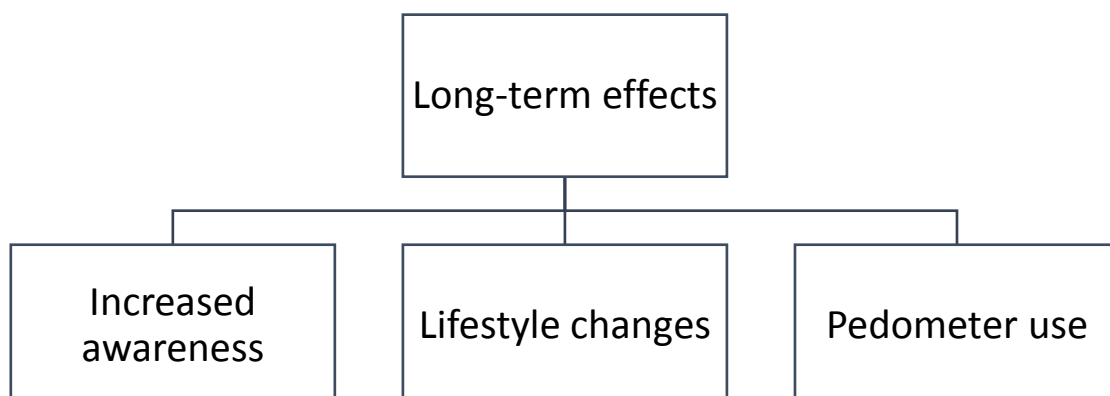 Long-term effects
Increased
awareness
Lifestyle changes
Pedometer use